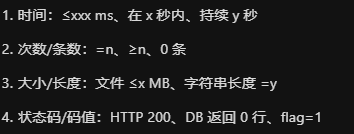 1. 时间：≤xxx ms、在 x 秒内、持续 y 秒
2. 次数/条数：=n、≥n、0 条
3. 大小/长度：文件 ≤x MB、字符串长度 =y
4. 状态码/码值：HTTP 200、DB 返回 0 行、flag=1